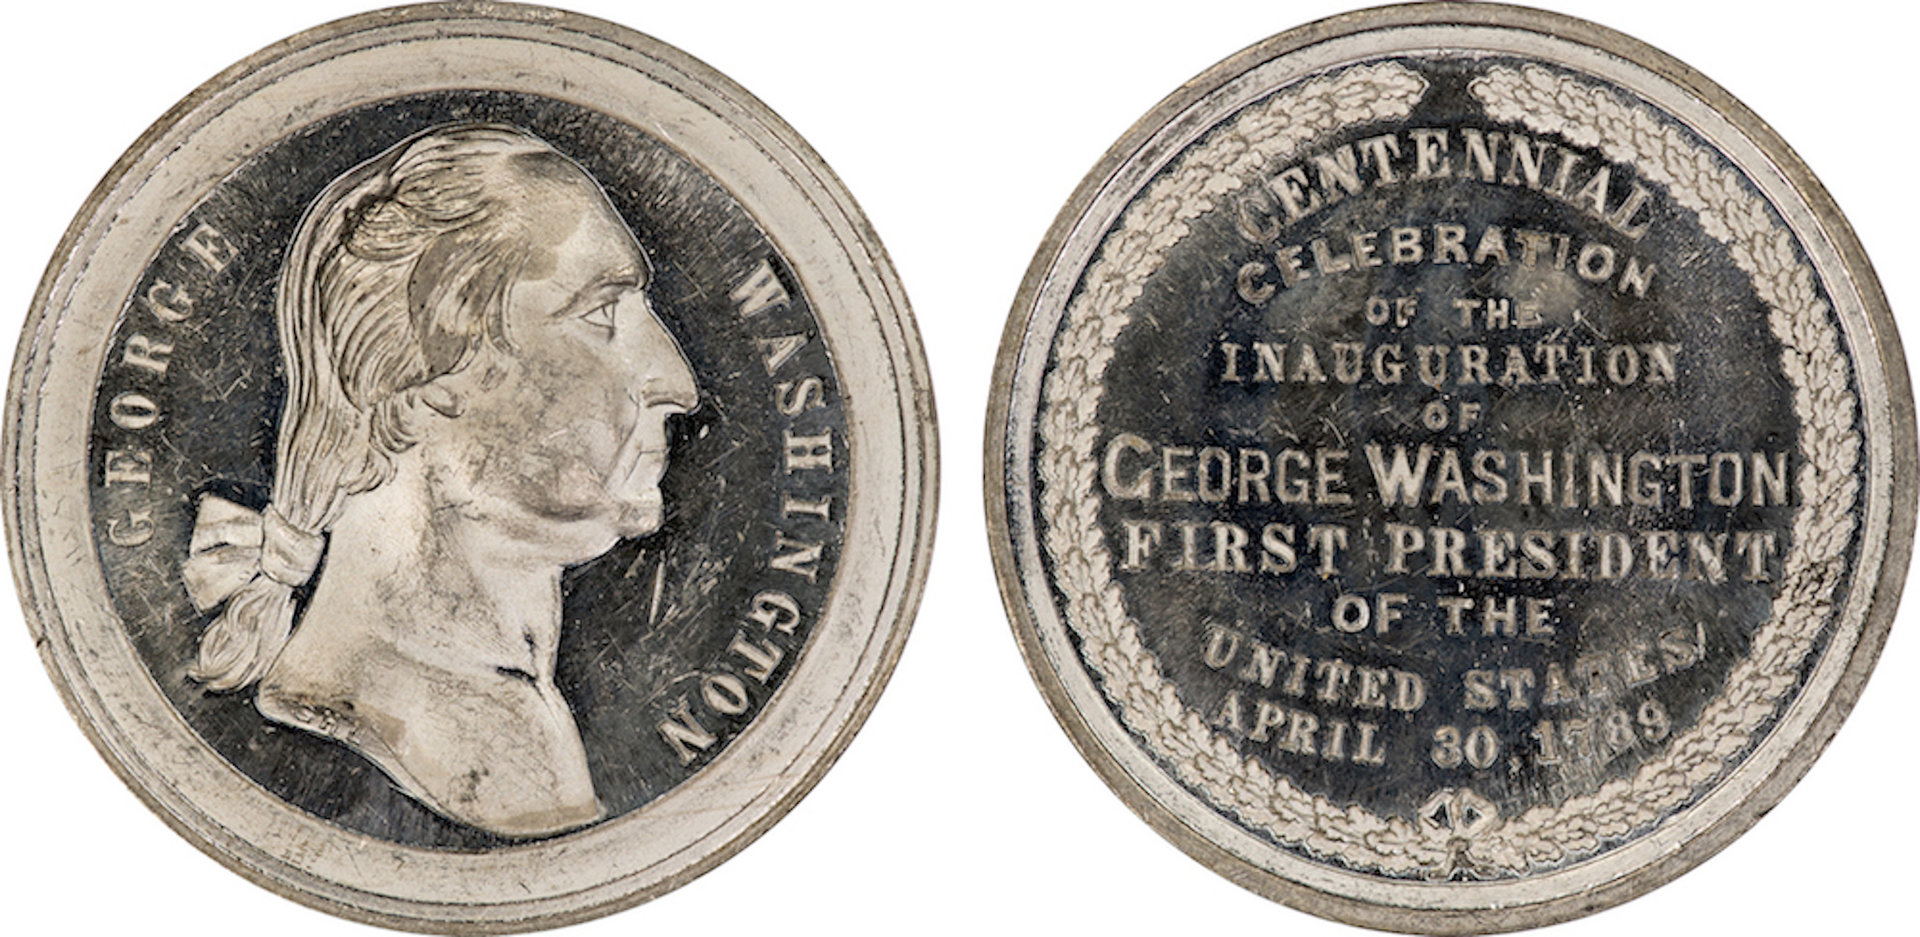 GEORGE
WASHINGTON
CENTENNIAL
CELEBRATION
OF THE
INAUGURATION
OF
GEORGE WASHINGTON
FIRST PRESIDENT
OF THE
UNITED STATES,
APRIL 30, 1789